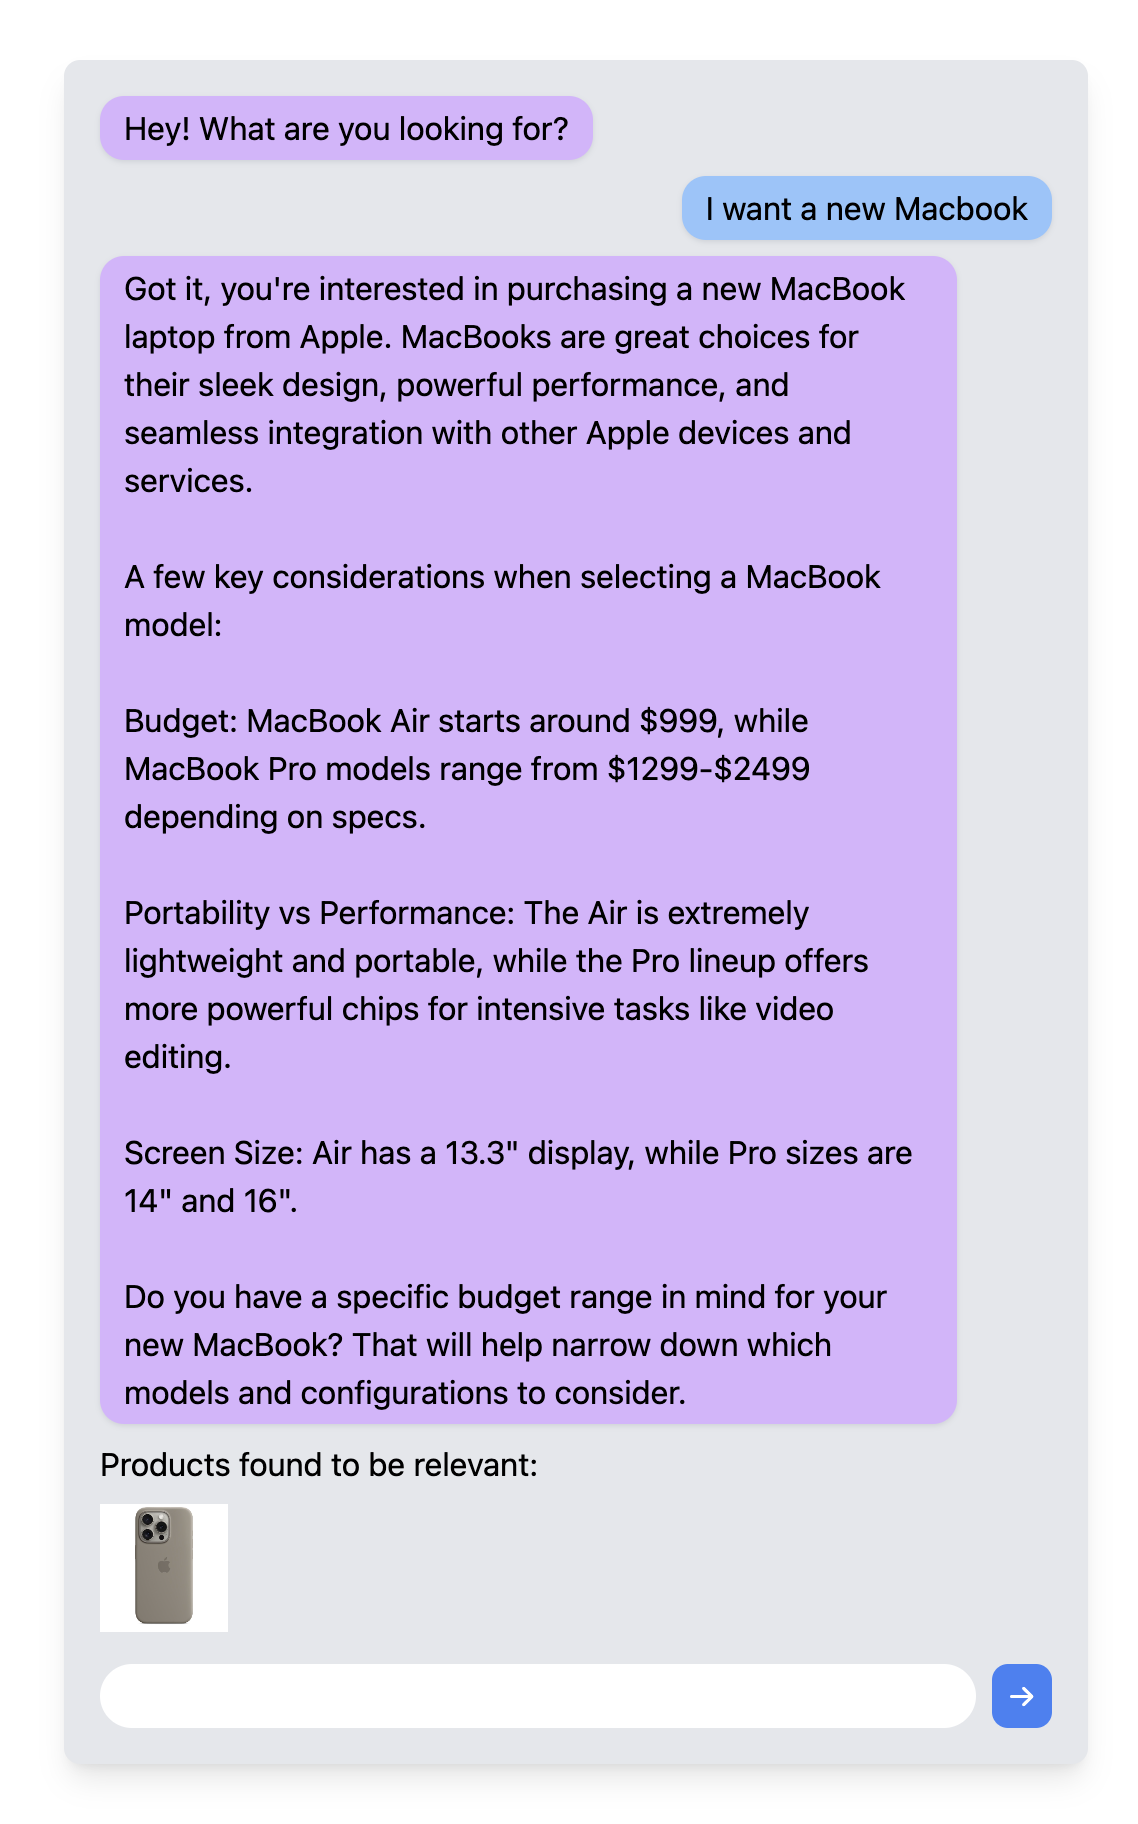 Hey! What are you looking for?
I want a new Macbook
Got it, you're interested in purchasing a new MacBook
laptop from Apple. MacBooks are great choices for
their sleek design, powerful performance, and
seamless integration with other Apple devices and
services.
A few key considerations when selecting a MacBook
model:
Budget: MacBook Air starts around $999, while
MacBook Pro models range from $1299-$2499
depending on specs.
Portability vs Performance: The Air is extremely
lightweight and portable, while the Pro lineup offers
more powerful chips for intensive tasks like video
editing.
Screen Size: Air has a 13.3" display, while Pro sizes are
14" and 16".
Do you have a specific budget range in mind for your
new MacBook? That will help narrow down which
models and configurations to consider.
Products found to be relevant: